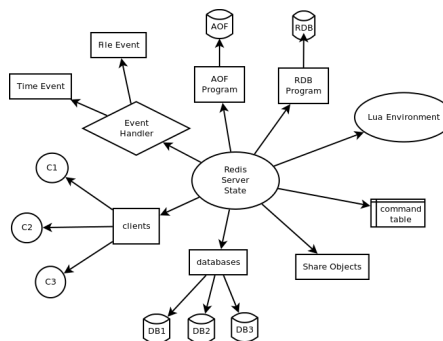 AOF
RDB
File Event
Time Event
AOF
Program
RDB
Program
Event
Handler
Lua Environment
C1
Redis
Server
State
C2
clients
command
table
C3
databases
Share Objects
DB1
DB2
DB3